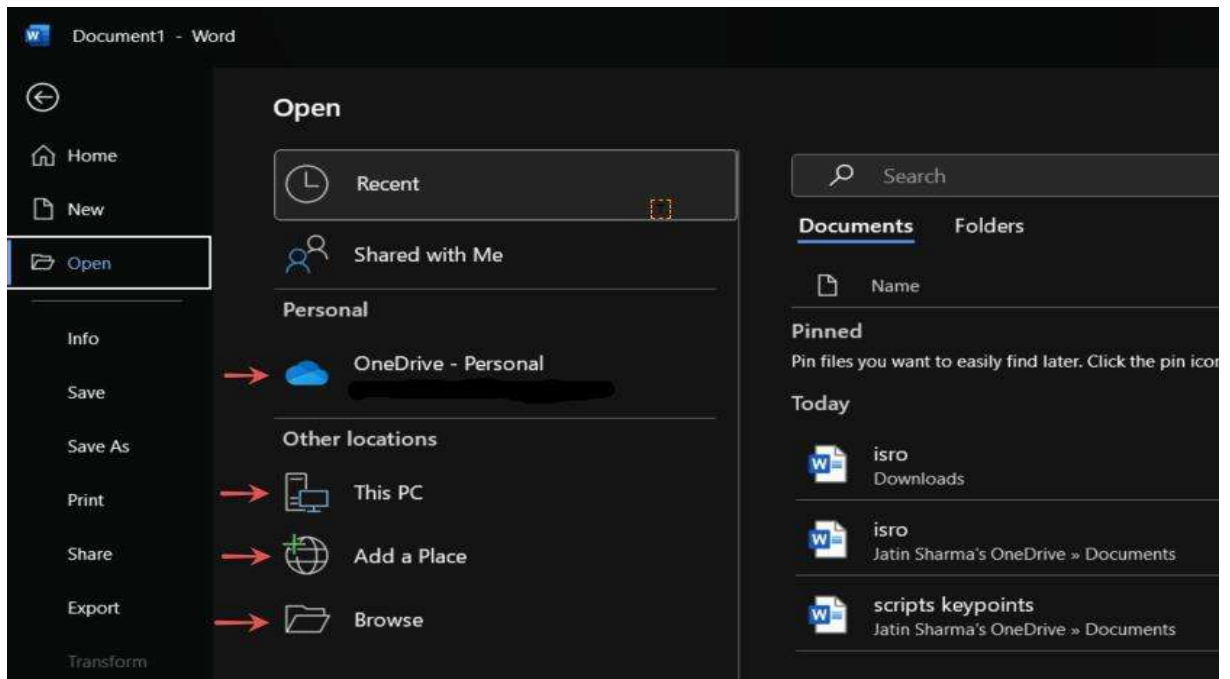 Document1 - Word
Home
New
Open
Info
Save
Save As
Print
Share
Export
Transform
Open
Recent
Shared with Me
Personal
OneDrive - Personal
Other locations
This PC
Add a Place
Browse
Search
Documents Folders
Name
Pinned
Pin files you want to easily find later. Click the pin icon
Today
isro
Downloads
isro
Jatin Sharma's OneDrive » Documents
scripts keypoints
Jatin Sharma's OneDrive » Documents